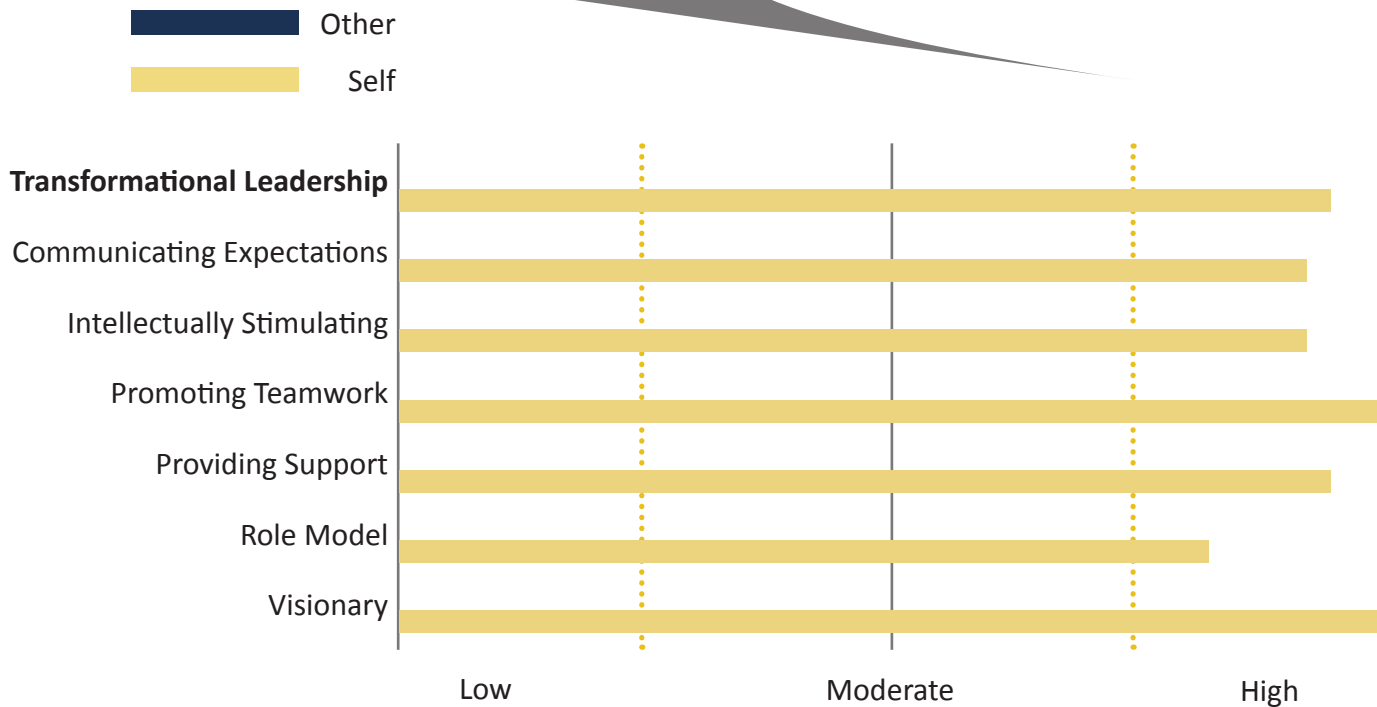 Other
Self
Transformational Leadership
Communicating Expectations
Intellectually Stimulating
Promoting Teamwork
Providing Support
Role Model
Visionary
Low Moderate High